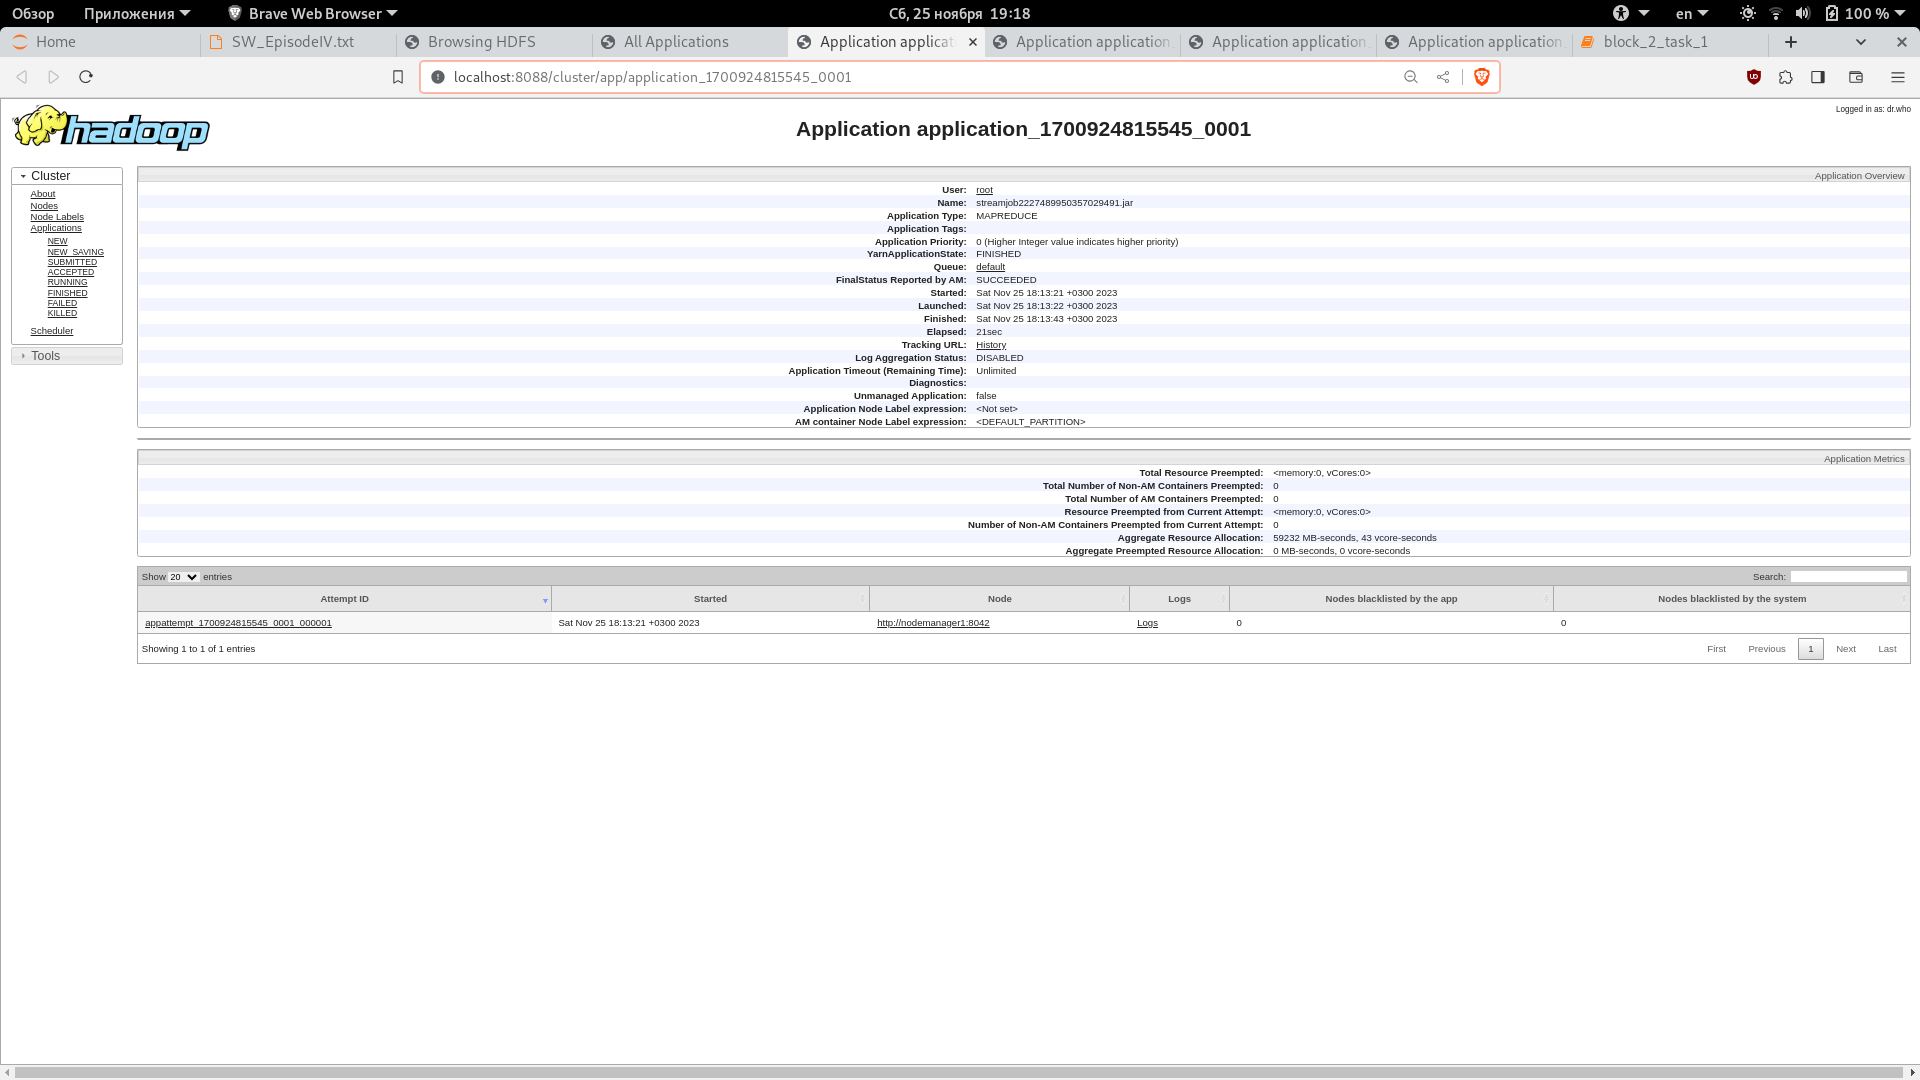 Обзор Приложения Brave Web Browser Сб, 25 ноября 19:18 en 100 %
Home SW_EpisodeIV.txt Browsing HDFS All Applications Application applicat Application application Application application Application application block_2_task_1
localhost:8088/cluster/app/application_1700924815545_0001
Logged in as: dr.who
hadoop
Application application_1700924815545_0001
Cluster
About
Nodes
Node Labels
Applications
NEW
NEW_SAVING
SUBMITTED
ACCEPTED
RUNNING
FINISHED
FAILED
KILLED
Scheduler
Tools
Application Overview
User: root
Name: streamjob2227489950357029491.jar
Application Type: MAPREDUCE
Application Tags:
Application Priority: 0 (Higher Integer value indicates higher priority)
YarnApplicationState: FINISHED
Queue: default
FinalStatus Reported by AM: SUCCEEDED
Started: Sat Nov 25 18:13:21 +0300 2023
Launched: Sat Nov 25 18:13:22 +0300 2023
Finished: Sat Nov 25 18:13:43 +0300 2023
Elapsed: 21sec
Tracking URL: History
Log Aggregation Status: DISABLED
Application Timeout (Remaining Time): Unlimited
Diagnostics:
Unmanaged Application: false
Application Node Label expression: <Not set>
AM container Node Label expression: <DEFAULT_PARTITION>
Application Metrics
Total Resource Preempted: <memory:0, vCores:0>
Total Number of Non-AM Containers Preempted: 0
Total Number of AM Containers Preempted: 0
Resource Preempted from Current Attempt: <memory:0, vCores:0>
Number of Non-AM Containers Preempted from Current Attempt: 0
Aggregate Resource Allocation: 59232 MB-seconds, 43 vcore-seconds
Aggregate Preempted Resource Allocation: 0 MB-seconds, 0 vcore-seconds
Show 20 entries Search:
Attempt ID Started Node Logs Nodes blacklisted by the app Nodes blacklisted by the system
appattempt_1700924815545_0001_000001 Sat Nov 25 18:13:21 +0300 2023 http://nodemanager1:8042 Logs 0 0
Showing 1 to 1 of 1 entries First Previous 1 Next Last